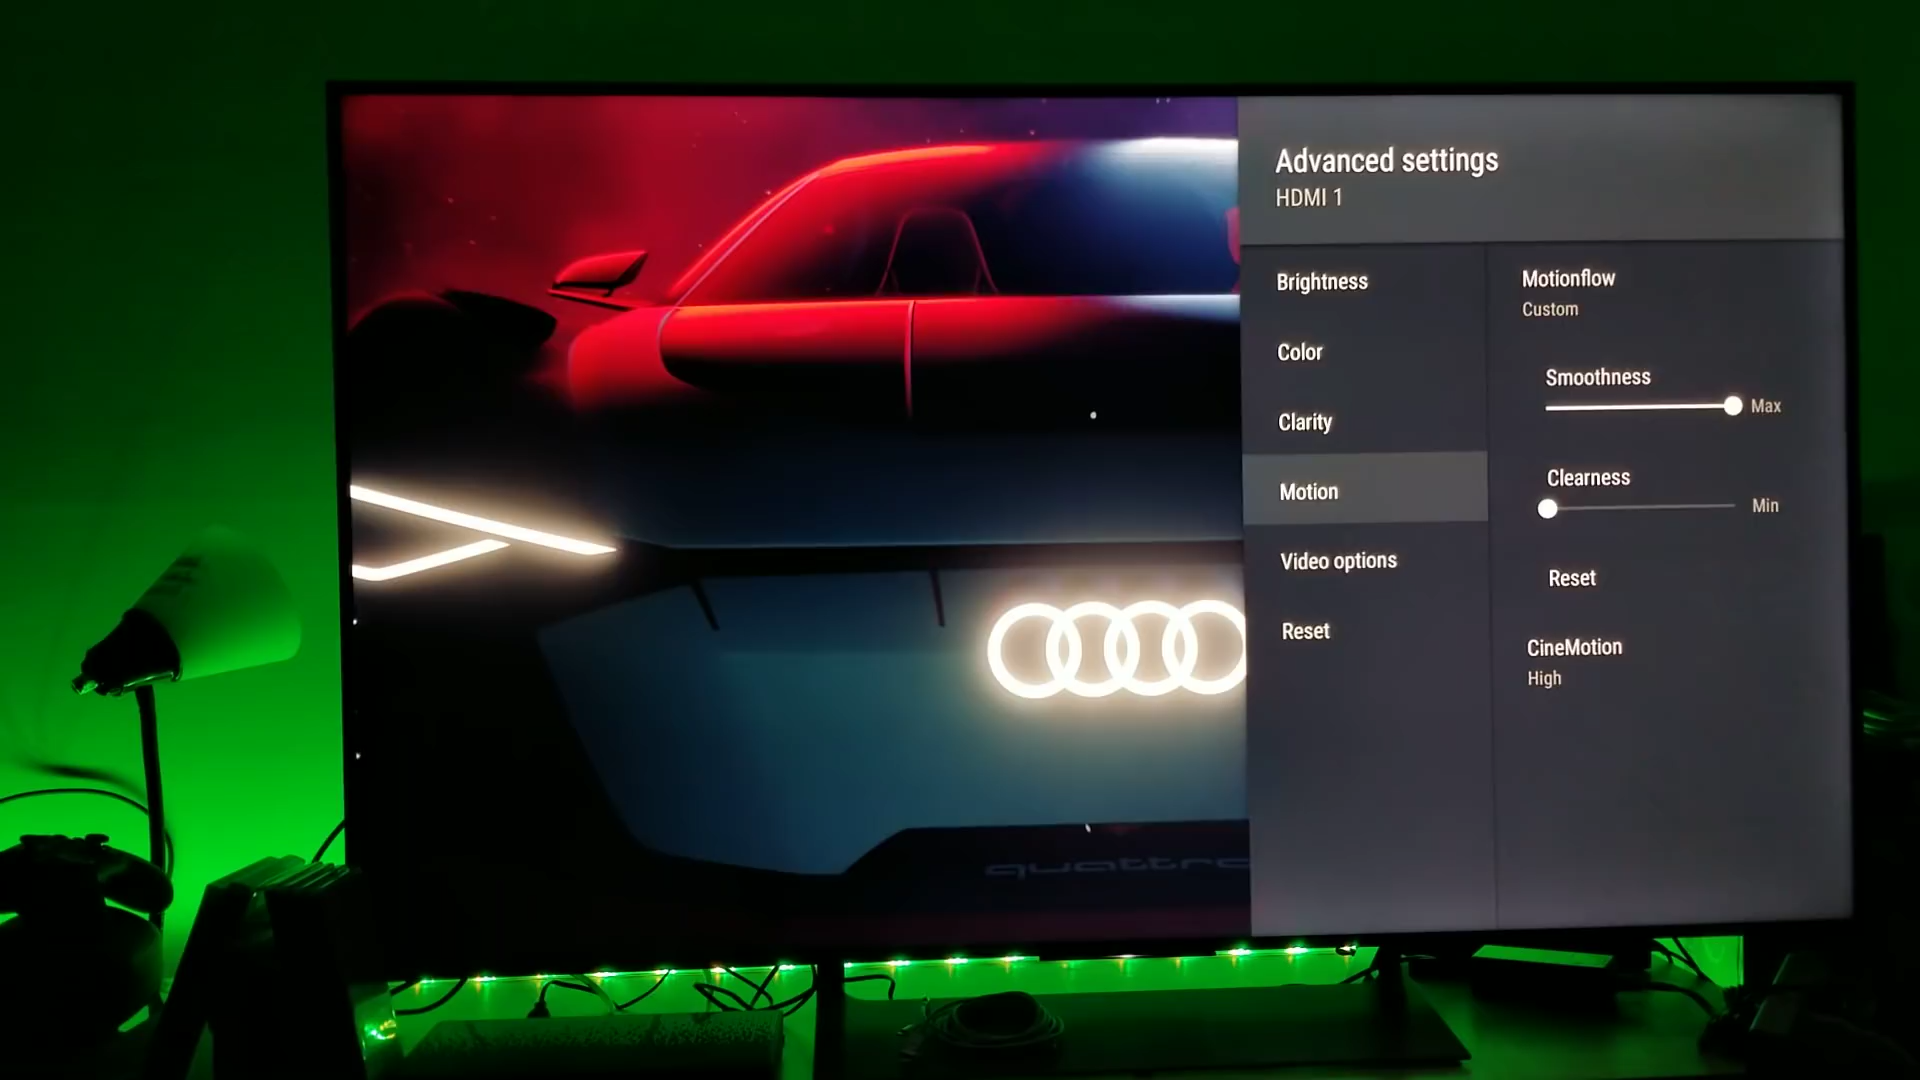 Advanced settings
HDMI 1
Brightness
Color
Clarity
Motion
Video options
Reset
Motionflow
Custom
Smoothness
Max
Clearness
Min
Reset
CineMotion
High
quattro